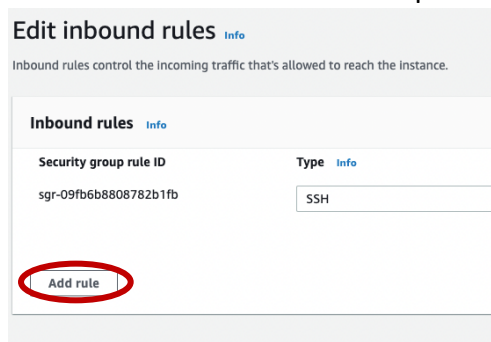 Edit inbound rules Info
Inbound rules control the incoming traffic that's allowed to reach the instance.
Inbound rules Info
Security group rule ID
Type Info
sgr-09fb6b8808782b1fb
SSH
Add rule